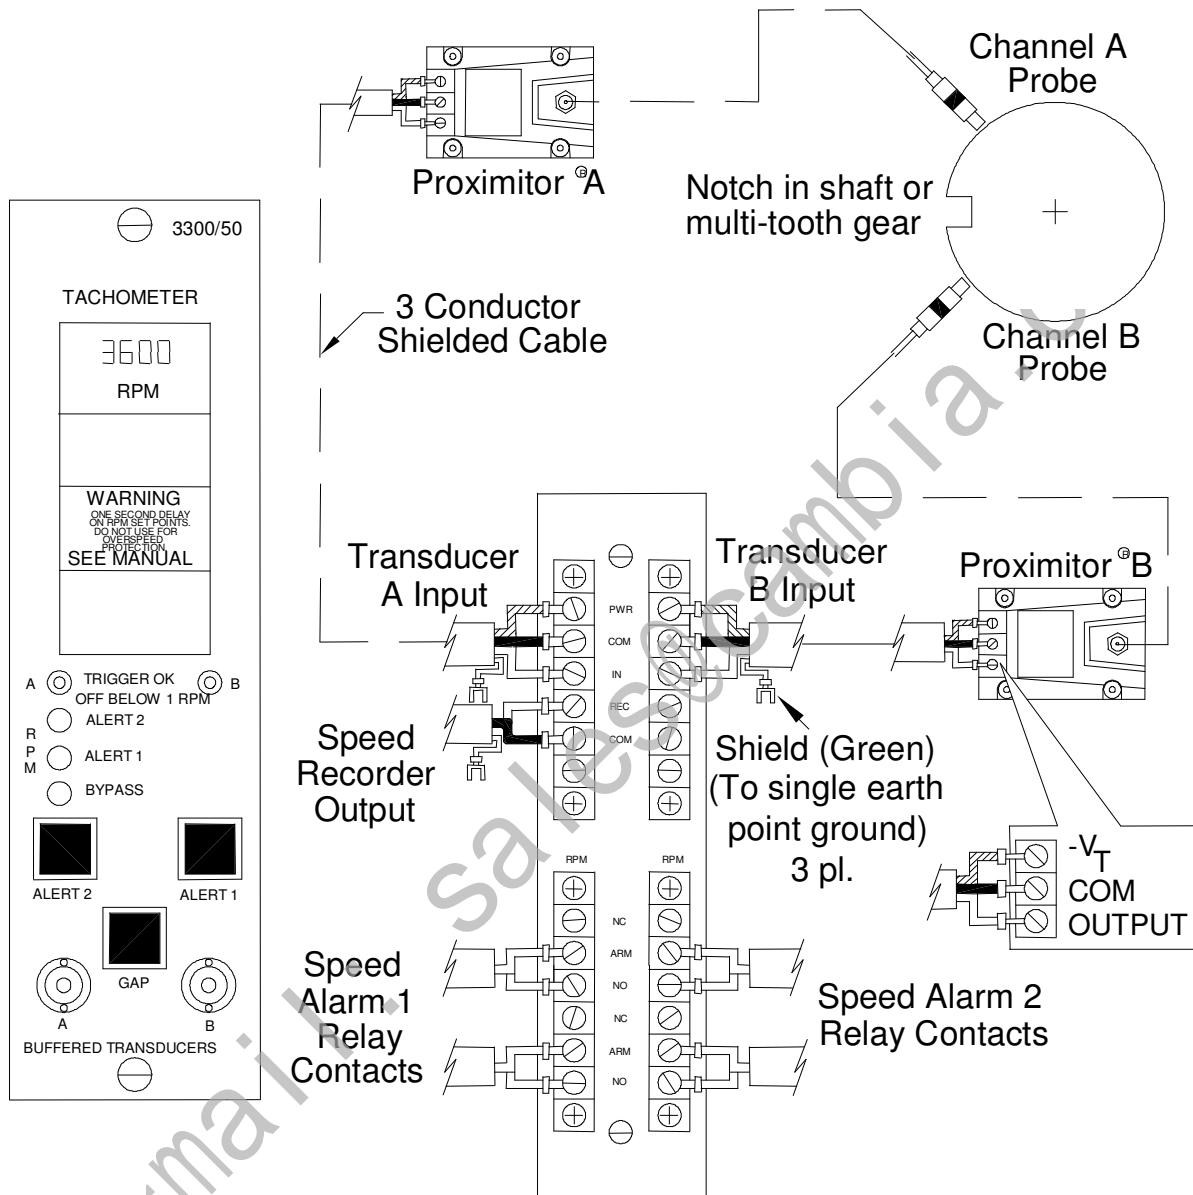 Channel A
Probe
Proximitor ®A
Notch in shaft or
multi-tooth gear
3300/50
TACHOMETER
3600
RPM
WARNING
ONE SECOND DELAY
ON RPM SET POINTS.
DO NOT USE FOR
OVERSPEED
PROTECTION
SEE MANUAL
A
TRIGGER OK
OFF BELOW 1 RPM
B
RPM
ALERT 2
ALERT 1
BYPASS
ALERT 2
ALERT 1
GAP
A
B
BUFFERED TRANSDUCERS
3 Conductor
Shielded Cable
Channel B
Probe
Transducer
A Input
Transducer
B Input
Proximitor ®B
PWR
COM
IN
REC
COM
Speed
Recorder
Output
Shield (Green)
(To single earth
point ground)
3 pl.
-VT
COM
OUTPUT
RPM
RPM
NC
ARM
NO
NC
ARM
NO
Speed
Alarm 1
Relay
Contacts
Speed Alarm 2
Relay Contacts
rmail. sales@cambia.c